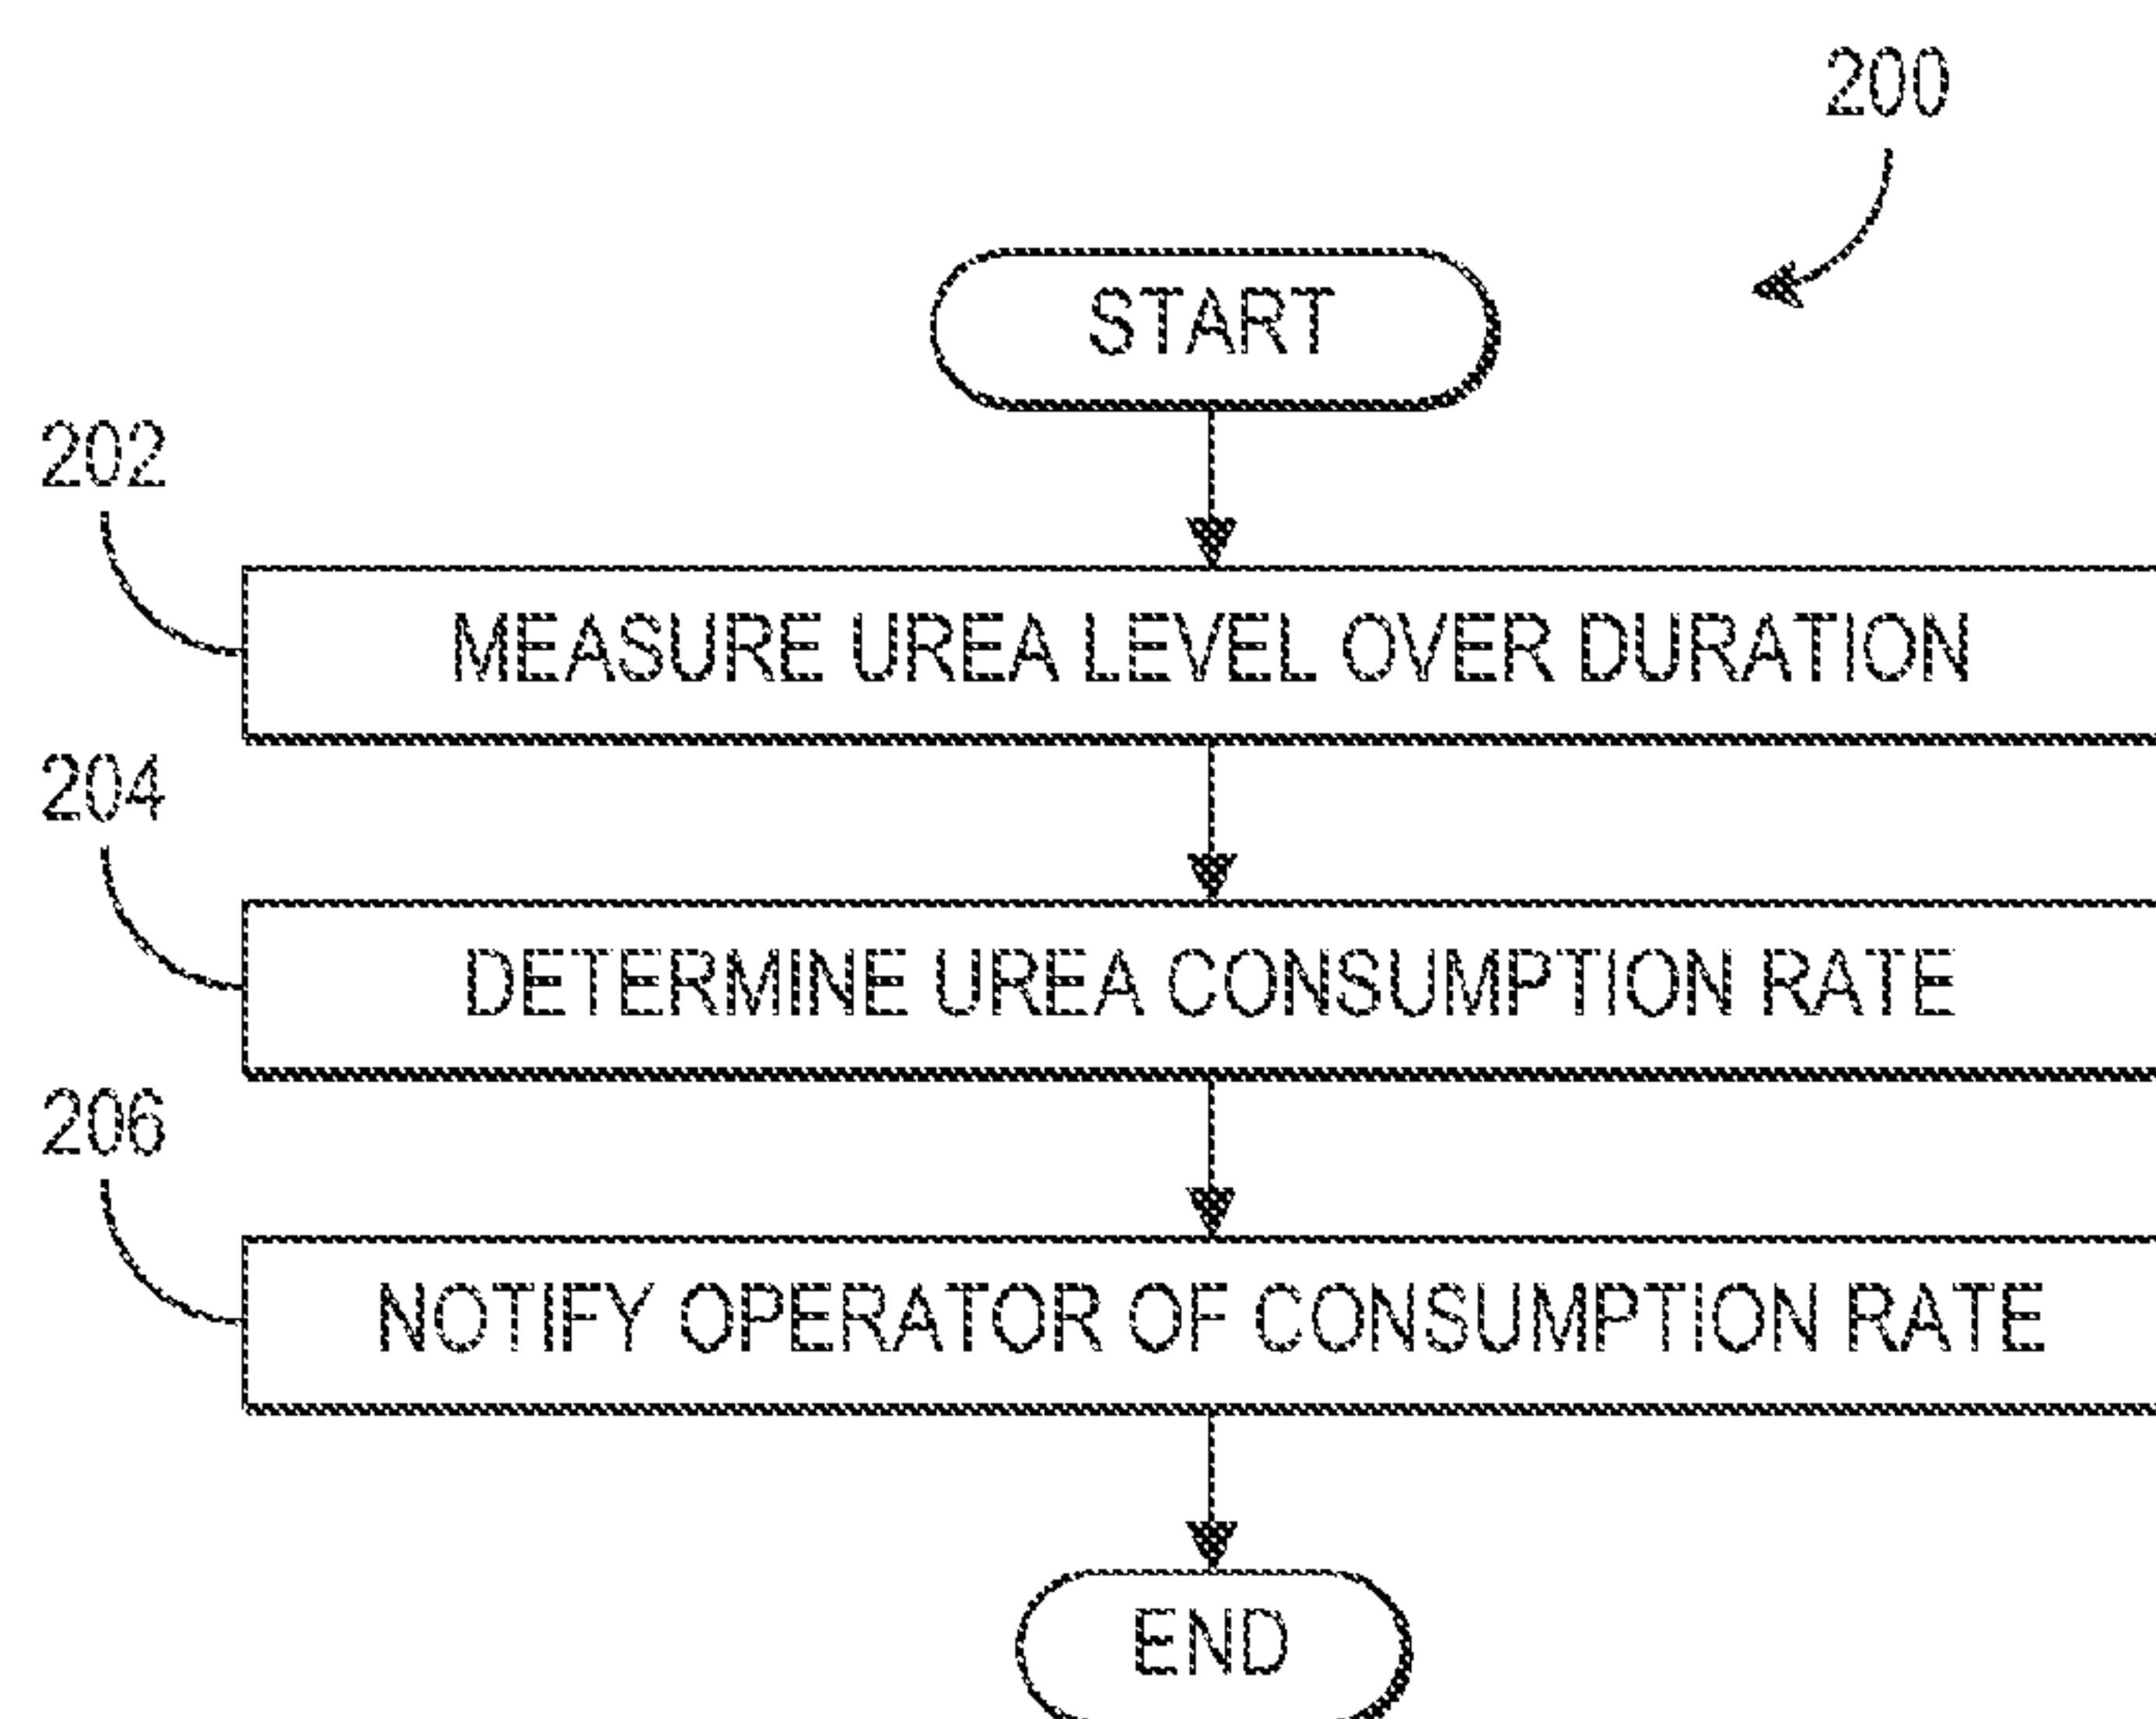 200
START
202
MEASURE UREA LEVEL OVER DURATION
204
DETERMINE UREA CONSUMPTION RATE
206
NOTIFY OPERATOR OF CONSUMPTION RATE
END